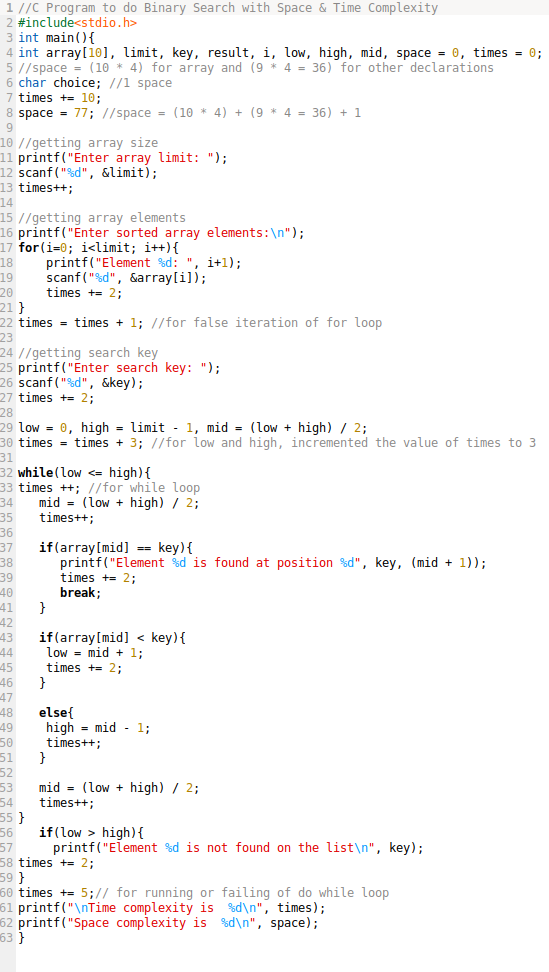 1 //C Program to do Binary Search with Space & Time Complexity
2 #include<stdio.h>
3 int main(){
4 int array[10], limit, key, result, i, low, high, mid, space = 0, times = 0;
5 //space = (10 * 4) for array and (9 * 4 = 36) for other declarations
6 char choice; //1 space
7 times += 10;
8 space = 77; //space = (10 * 4) + (9 * 4 = 36) + 1
9
10 //getting array size
11 printf("Enter array limit: ");
12 scanf("%d", &limit);
13 times++;
14
15 //getting array elements
16 printf("Enter sorted array elements:\n");
17 for(i=0; i<limit; i++){
18     printf("Element %d: ", i+1);
19     scanf("%d", &array[i]);
20     times += 2;
21 }
22 times = times + 1; //for false iteration of for loop
23
24 //getting search key
25 printf("Enter search key: ");
26 scanf("%d", &key);
27 times += 2;
28
29 low = 0, high = limit - 1, mid = (low + high) / 2;
30 times = times + 3; //for low and high, incremented the value of times to 3
31
32 while(low <= high){
33 times ++; //for while loop
34    mid = (low + high) / 2;
35    times++;
36
37    if(array[mid] == key){
38       printf("Element %d is found at position %d", key, (mid + 1));
39       times += 2;
40       break;
41    }
42
43    if(array[mid] < key){
44     low = mid + 1;
45     times += 2;
46    }
47
48    else{
49     high = mid - 1;
50     times++;
51    }
52
53    mid = (low + high) / 2;
54    times++;
55 }
56    if(low > high){
57      printf("Element %d is not found on the list\n", key);
58 times += 2;
59 }
60 times += 5;// for running or failing of do while loop
61 printf("\nTime complexity is  %d\n", times);
62 printf("Space complexity is  %d\n", space);
63 }